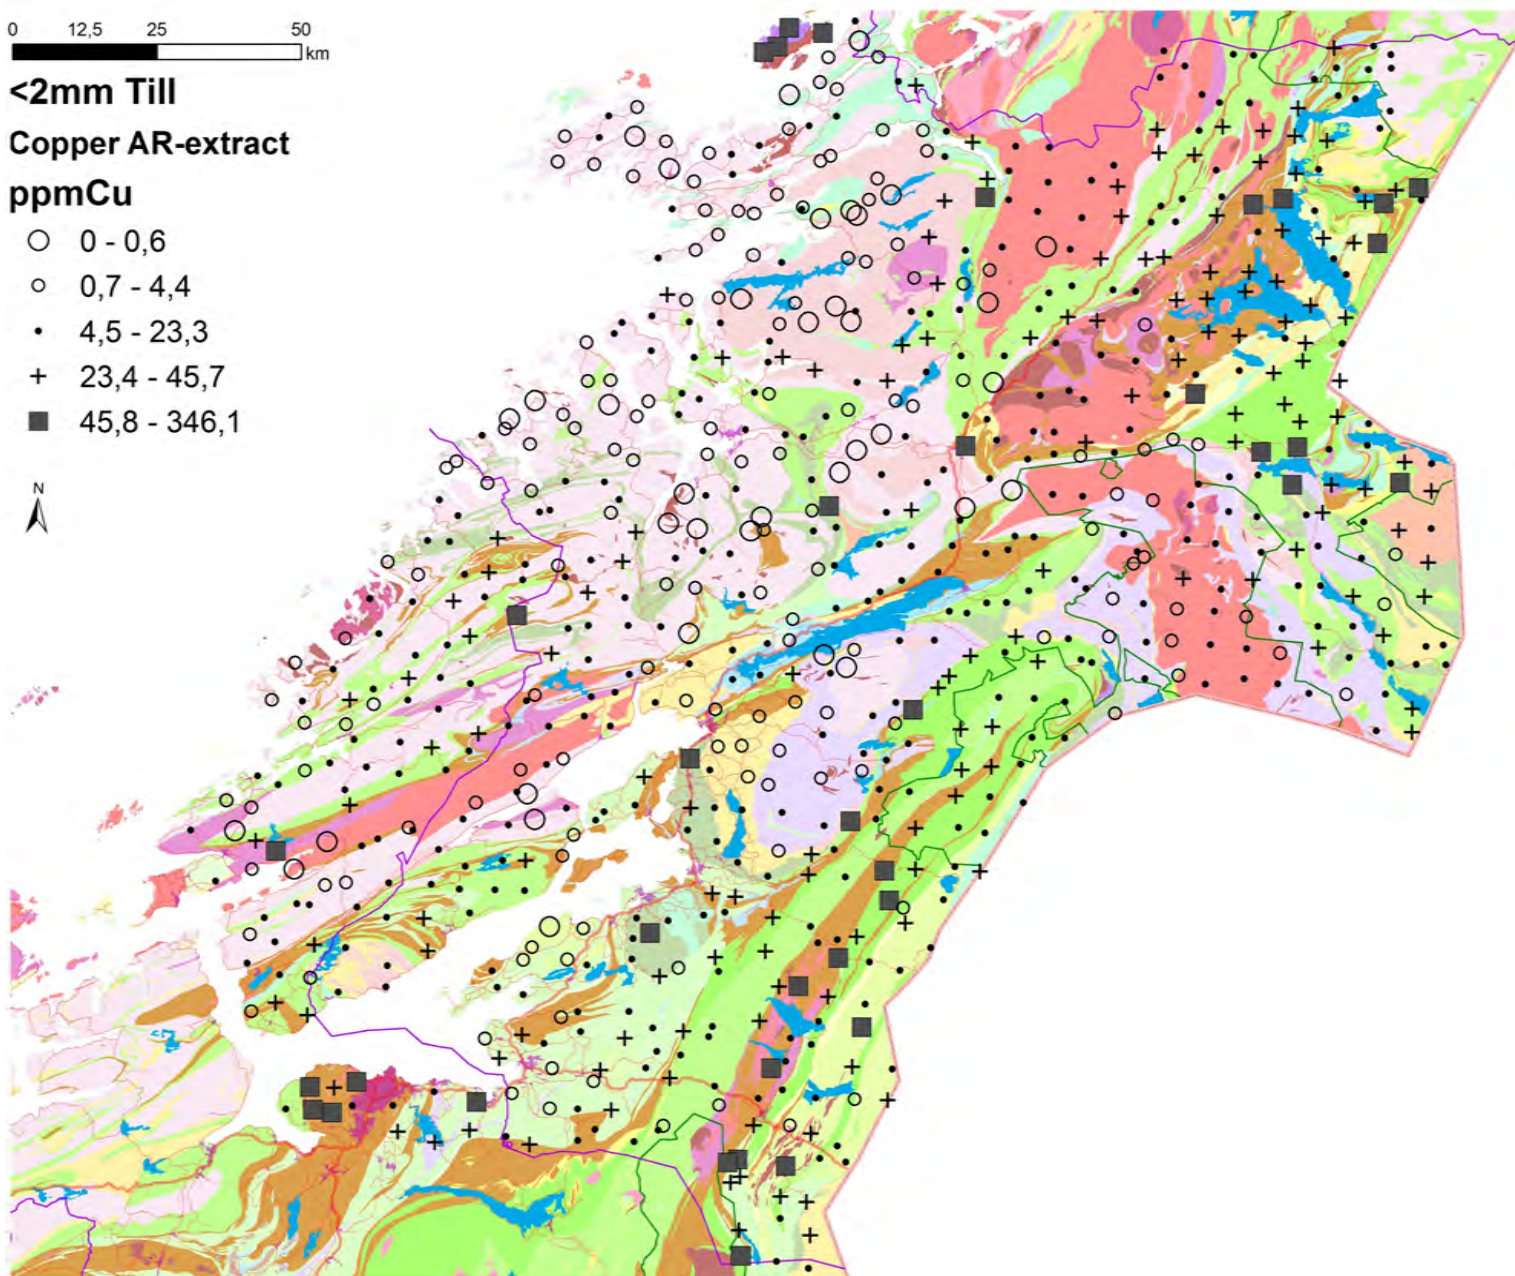 0 12,5 25 50
km
<2mm Till
Copper AR-extract
ppmCu
0 - 0,6
0,7 - 4,4
4,5 - 23,3
23,4 - 45,7
45,8 - 346,1
N